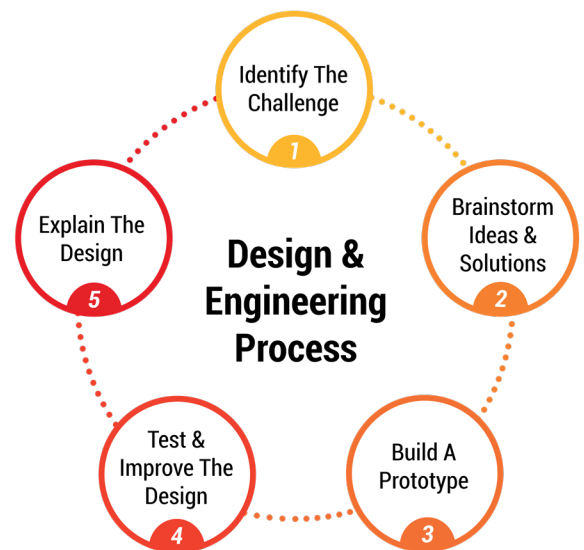 Identify The
Challenge
1
Brainstorm
Ideas &
Solutions
2
Build A
Prototype
3
Test &
Improve The
Design
4
Explain The
Design
5
Design &
Engineering
Process